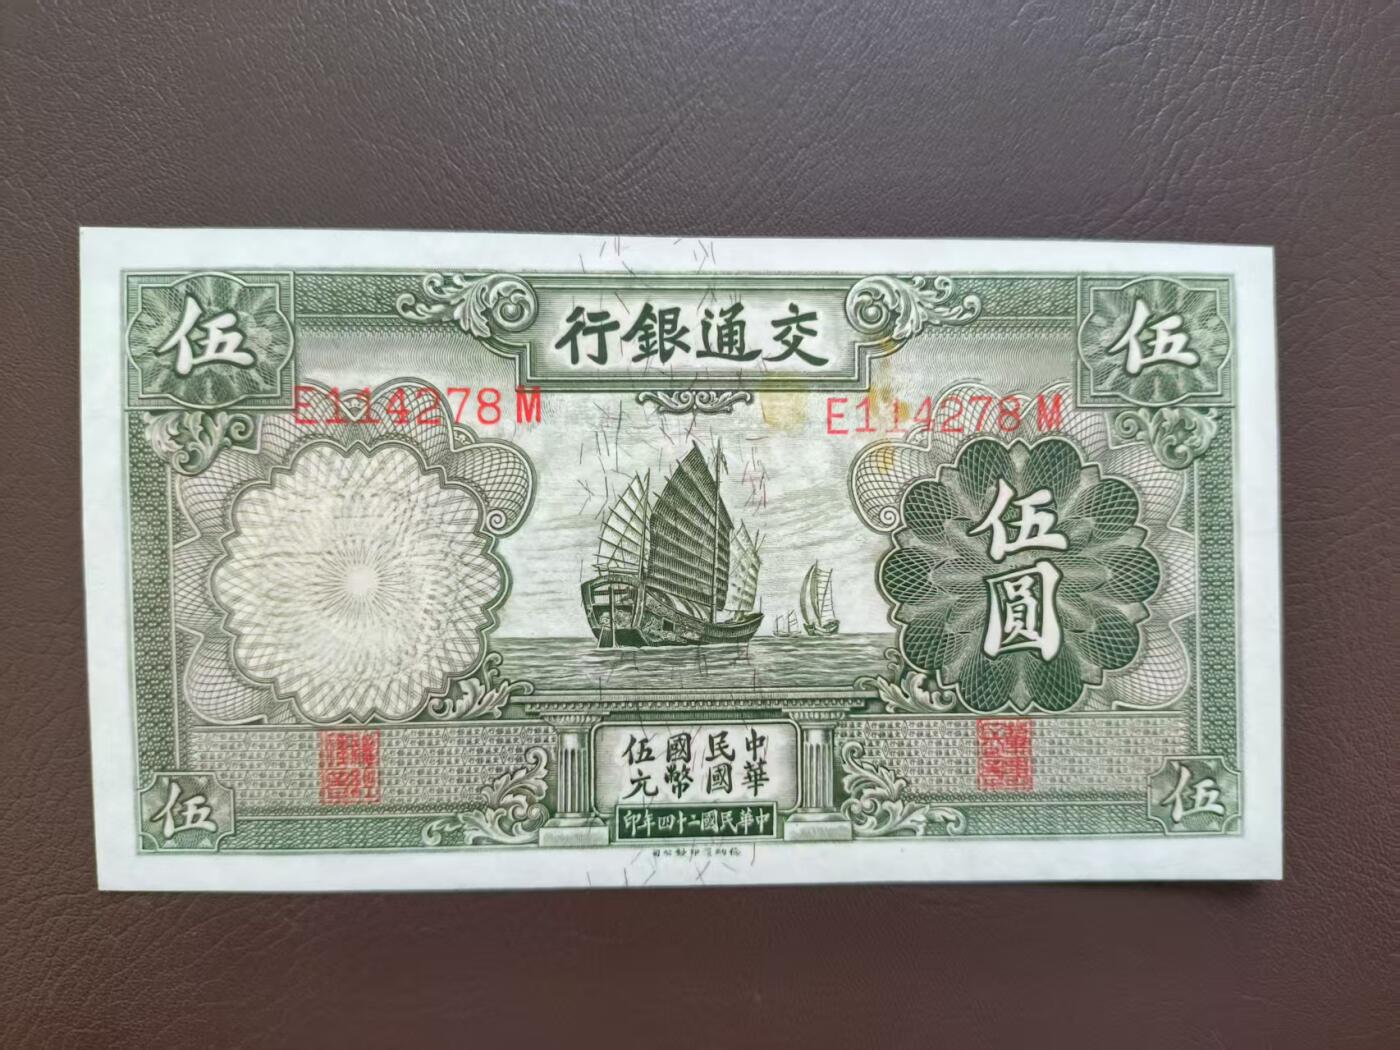 交通銀行
伍
伍
E114278M
E114278M
伍圓
中華民國國幣伍元
中華民國二十四年印
伍
伍